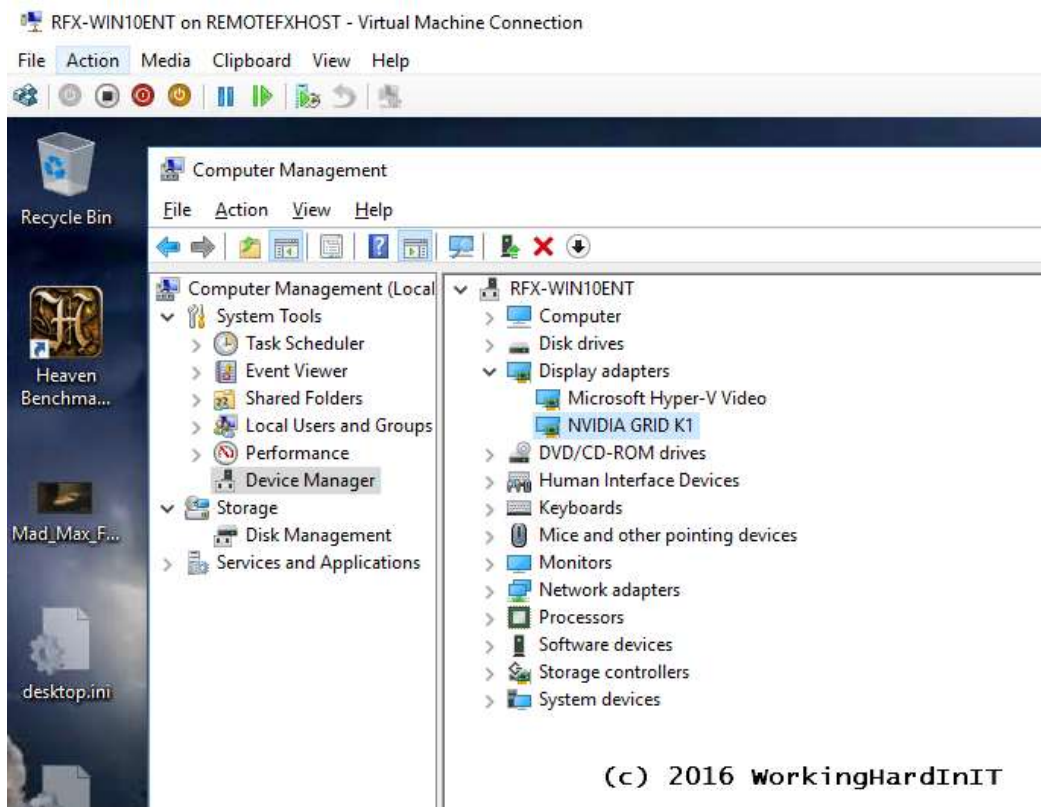 RFX-WIN10ENT on REMOTEFXHOST - Virtual Machine Connection
File Action Media Clipboard View Help
Recycle Bin
Heaven
Benchma...
Mad_Max_F...
desktop.ini
Computer Management
File Action View Help
Computer Management (Local
System Tools
Task Scheduler
Event Viewer
Shared Folders
Local Users and Groups
Performance
Device Manager
Storage
Disk Management
Services and Applications
RFX-WIN10ENT
Computer
Disk drives
Display adapters
Microsoft Hyper-V Video
NVIDIA GRID K1
DVD/CD-ROM drives
Human Interface Devices
Keyboards
Mice and other pointing devices
Monitors
Network adapters
Processors
Software devices
Storage controllers
System devices
(c) 2016 WorkingHardInIT